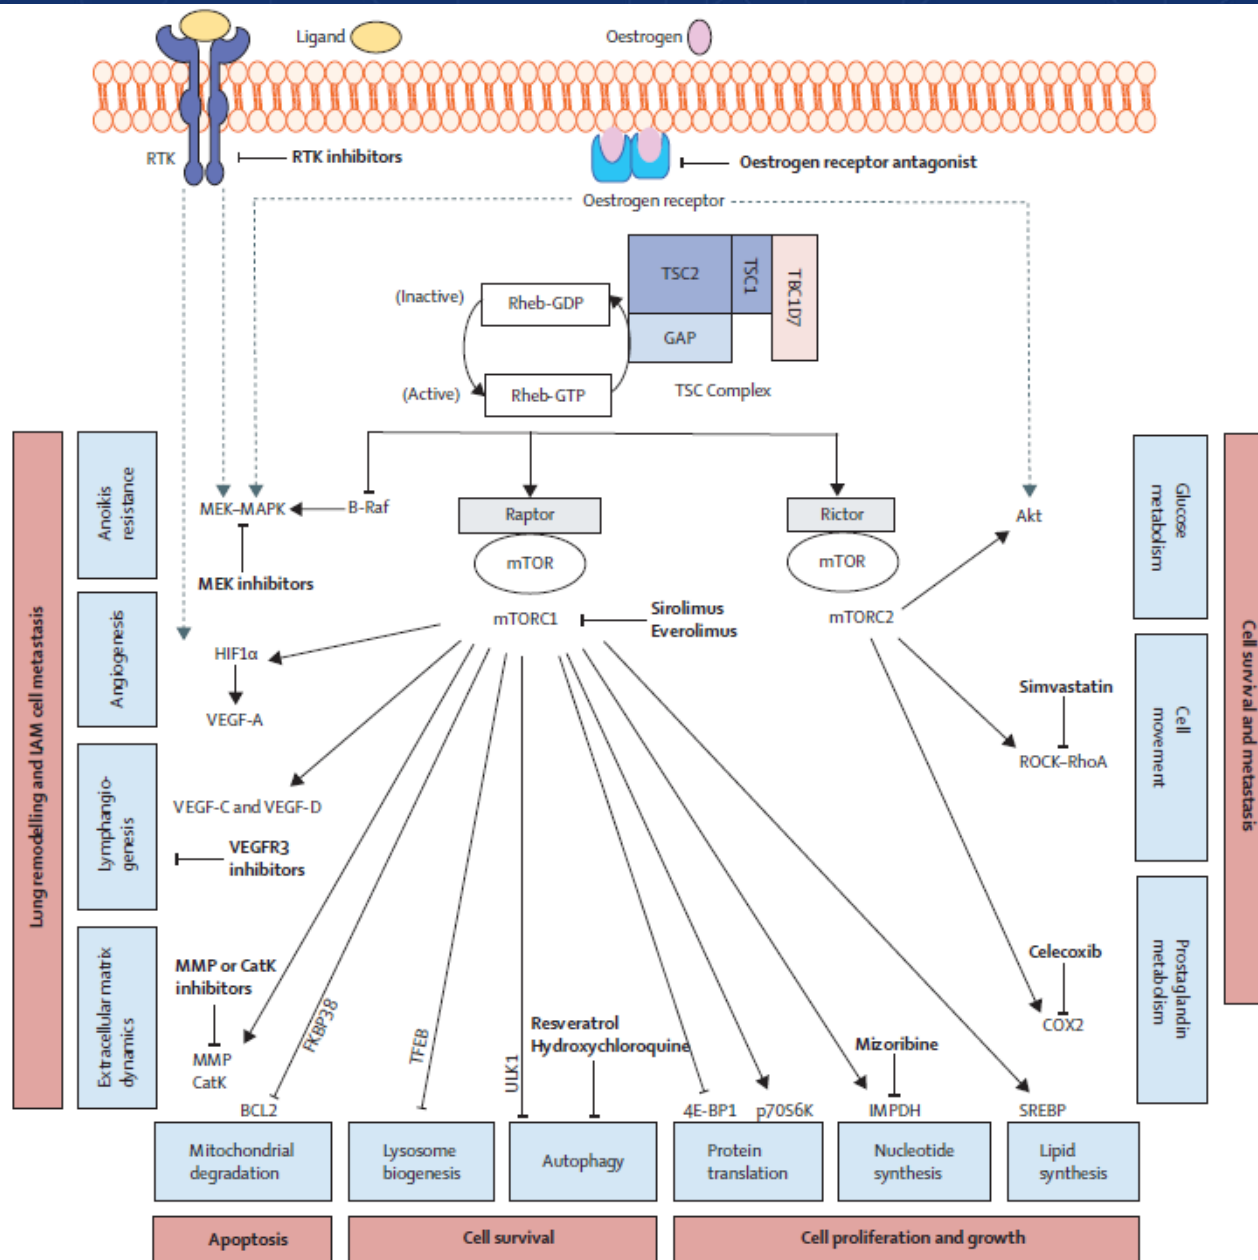 Ligand
Oestrogen
RTK
RTK inhibitors
Oestrogen receptor antagonist
Oestrogen receptor
TSC2
TSC1
TBC1D7
GAP
TSC Complex
(Inactive)
Rheb-GDP
(Active)
Rheb-GTP
Lung remodelling and LAM cell metastasis
Anoikis
resistance
Angiogenesis
Lymphangio-
genesis
Extracellular matrix
dynamics
MEK–MAPK
B-Raf
MEK inhibitors
Raptor
mTOR
mTORC1
Sirolimus
Everolimus
Rictor
mTOR
mTORC2
Akt
HIF1α
VEGF-A
VEGF-C and VEGF-D
VEGFR3
inhibitors
MMP or CatK
inhibitors
MMP
CatK
FKBP38
BCL2
TFEB
ULK1
Resveratrol
Hydroxychloroquine
4E-BP1
p70S6K
Mizoribine
IMPDH
SREBP
Simvastatin
ROCK–RhoA
Celecoxib
COX2
Glucose
metabolism
Cell
movement
Prostaglandin
metabolism
Cell survival and metastasis
Mitochondrial
degradation
Lysosome
biogenesis
Autophagy
Protein
translation
Nucleotide
synthesis
Lipid
synthesis
Apoptosis
Cell survival
Cell proliferation and growth